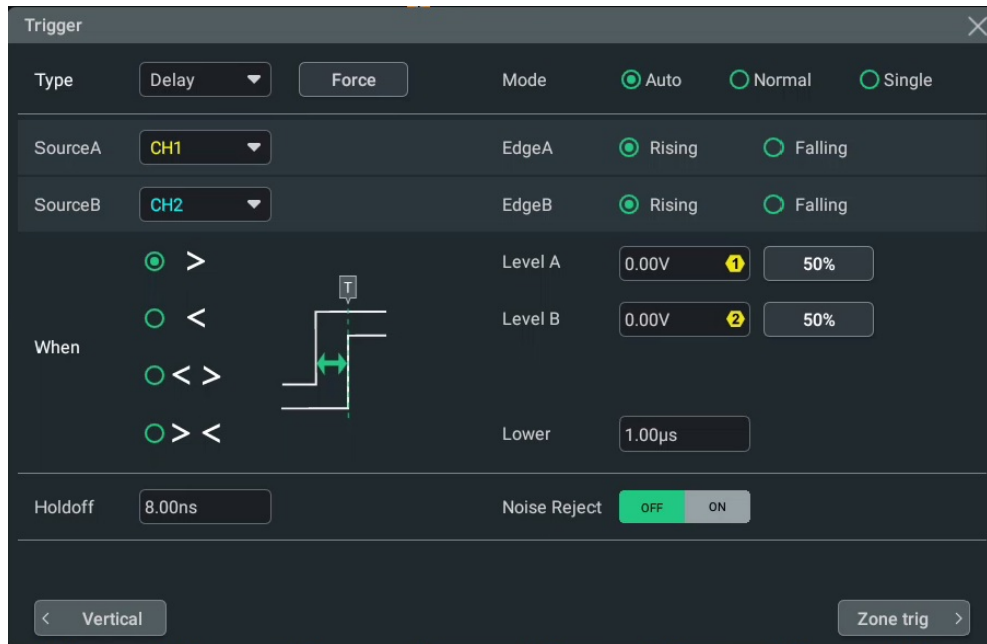 Trigger
Type Delay Force Mode Auto Normal Single
SourceA CH1 EdgeA Rising Falling
SourceB CH2 EdgeB Rising Falling
> Level A 0.00V 1 50%
T
< Level B 0.00V 2 50%
When
< >
> < Lower 1.00µs
Holdoff 8.00ns Noise Reject OFF ON
< Vertical Zone trig >